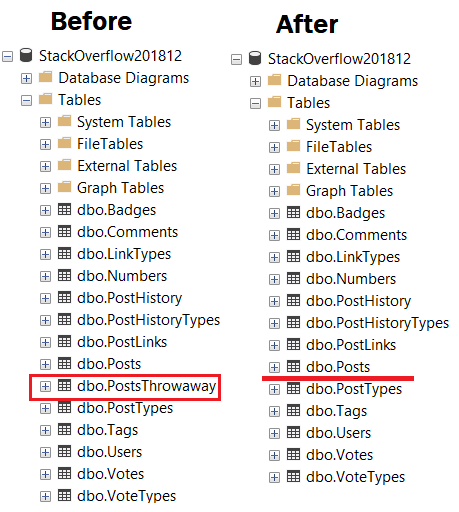 Before
StackOverflow201812
Database Diagrams
Tables
System Tables
FileTables
External Tables
Graph Tables
dbo.Badges
dbo.Comments
dbo.LinkTypes
dbo.Numbers
dbo.PostHistory
dbo.PostHistoryTypes
dbo.PostLinks
dbo.Posts
dbo.PostsThrowaway
dbo.PostTypes
dbo.Tags
dbo.Users
dbo.Votes
dbo.VoteTypes
After
StackOverflow201812
Database Diagrams
Tables
System Tables
FileTables
External Tables
Graph Tables
dbo.Badges
dbo.Comments
dbo.LinkTypes
dbo.Numbers
dbo.PostHistory
dbo.PostHistoryTypes
dbo.PostLinks
dbo.Posts
dbo.PostTypes
dbo.Tags
dbo.Users
dbo.Votes
dbo.VoteTypes